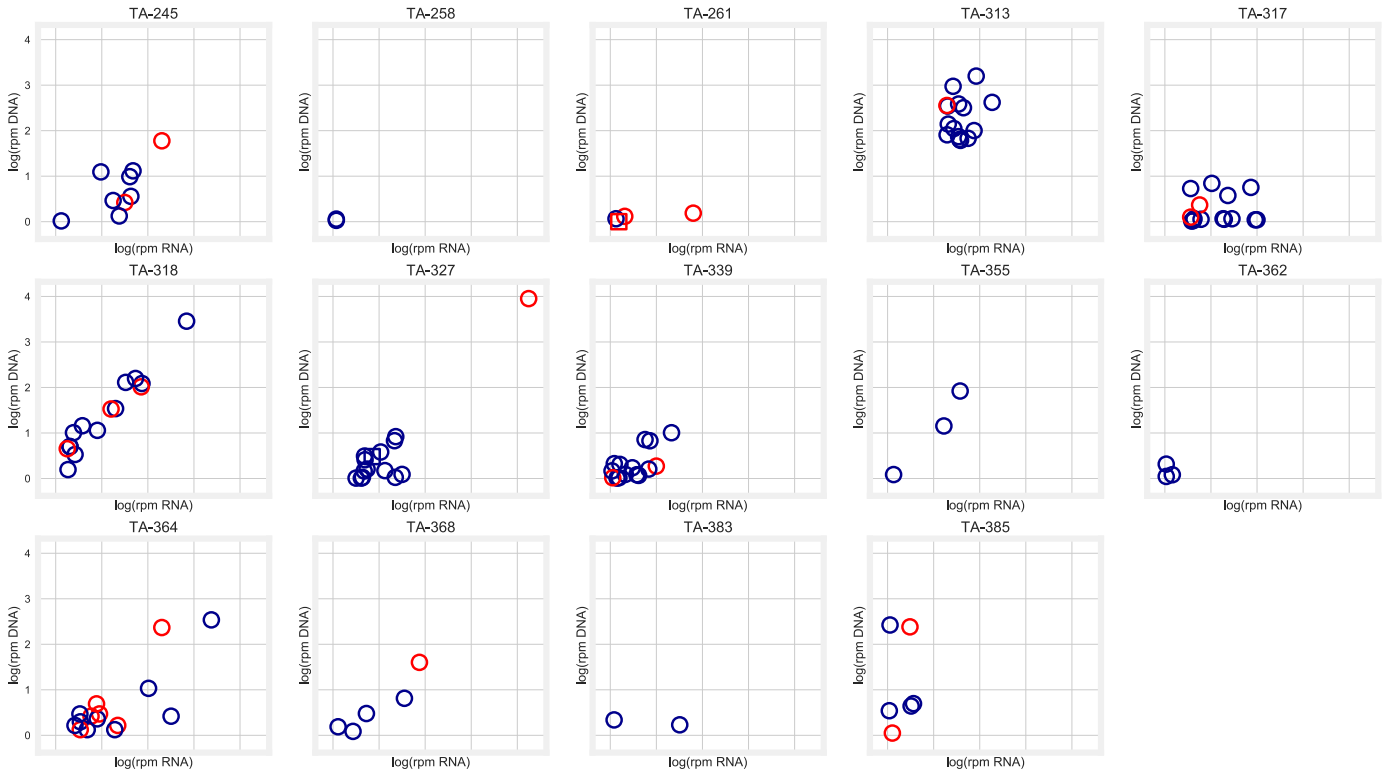 TA-245
TA-258
TA-261
TA-313
TA-317
4
3
2
1
0
log(rpm DNA)
log(rpm DNA)
log(rpm DNA)
log(rpm DNA)
log(rpm DNA)
log(rpm RNA)
log(rpm RNA)
log(rpm RNA)
log(rpm RNA)
log(rpm RNA)
TA-318
TA-327
TA-339
TA-355
TA-362
4
3
2
1
0
log(rpm DNA)
log(rpm DNA)
log(rpm DNA)
log(rpm DNA)
log(rpm DNA)
log(rpm RNA)
log(rpm RNA)
log(rpm RNA)
log(rpm RNA)
log(rpm RNA)
TA-364
TA-368
TA-383
TA-385
4
3
2
1
0
log(rpm DNA)
log(rpm DNA)
log(rpm DNA)
log(rpm DNA)
log(rpm RNA)
log(rpm RNA)
log(rpm RNA)
log(rpm RNA)